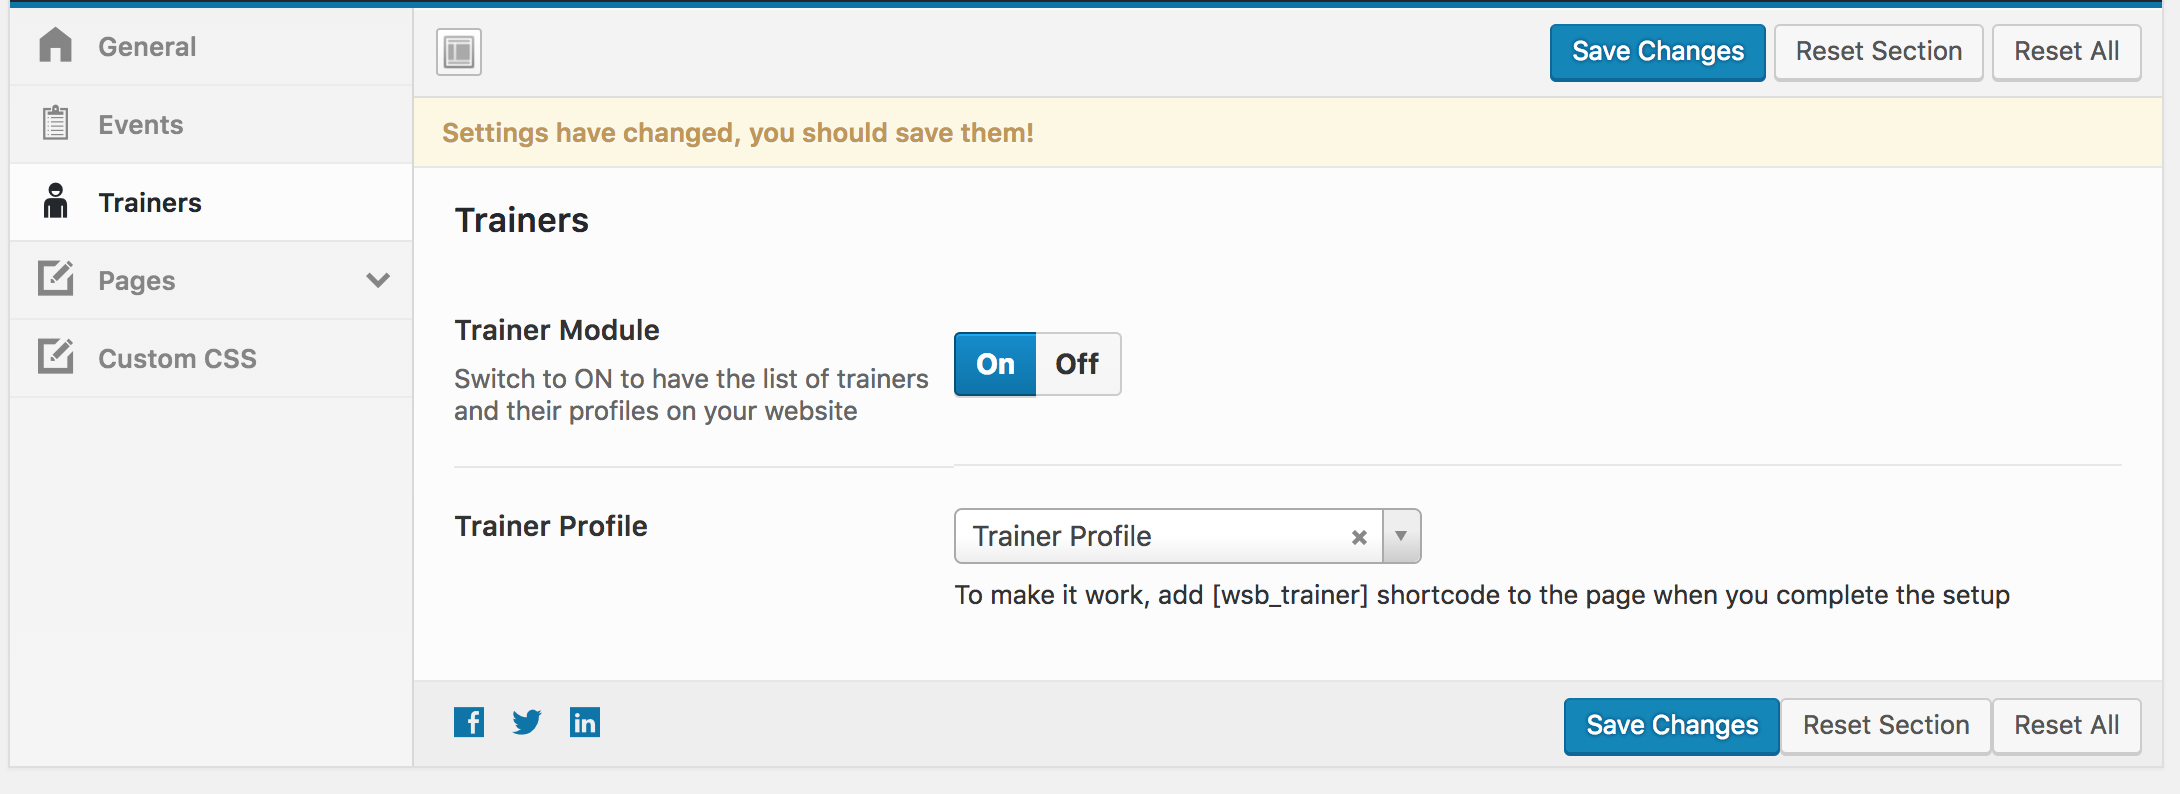 General
Events
Trainers
Pages
Custom CSS
Save Changes
Reset Section
Reset All
Settings have changed, you should save them!
Trainers
Trainer Module
Switch to ON to have the list of trainers
and their profiles on your website
On
Off
Trainer Profile
Trainer Profile
To make it work, add [wsb_trainer] shortcode to the page when you complete the setup
Save Changes
Reset Section
Reset All